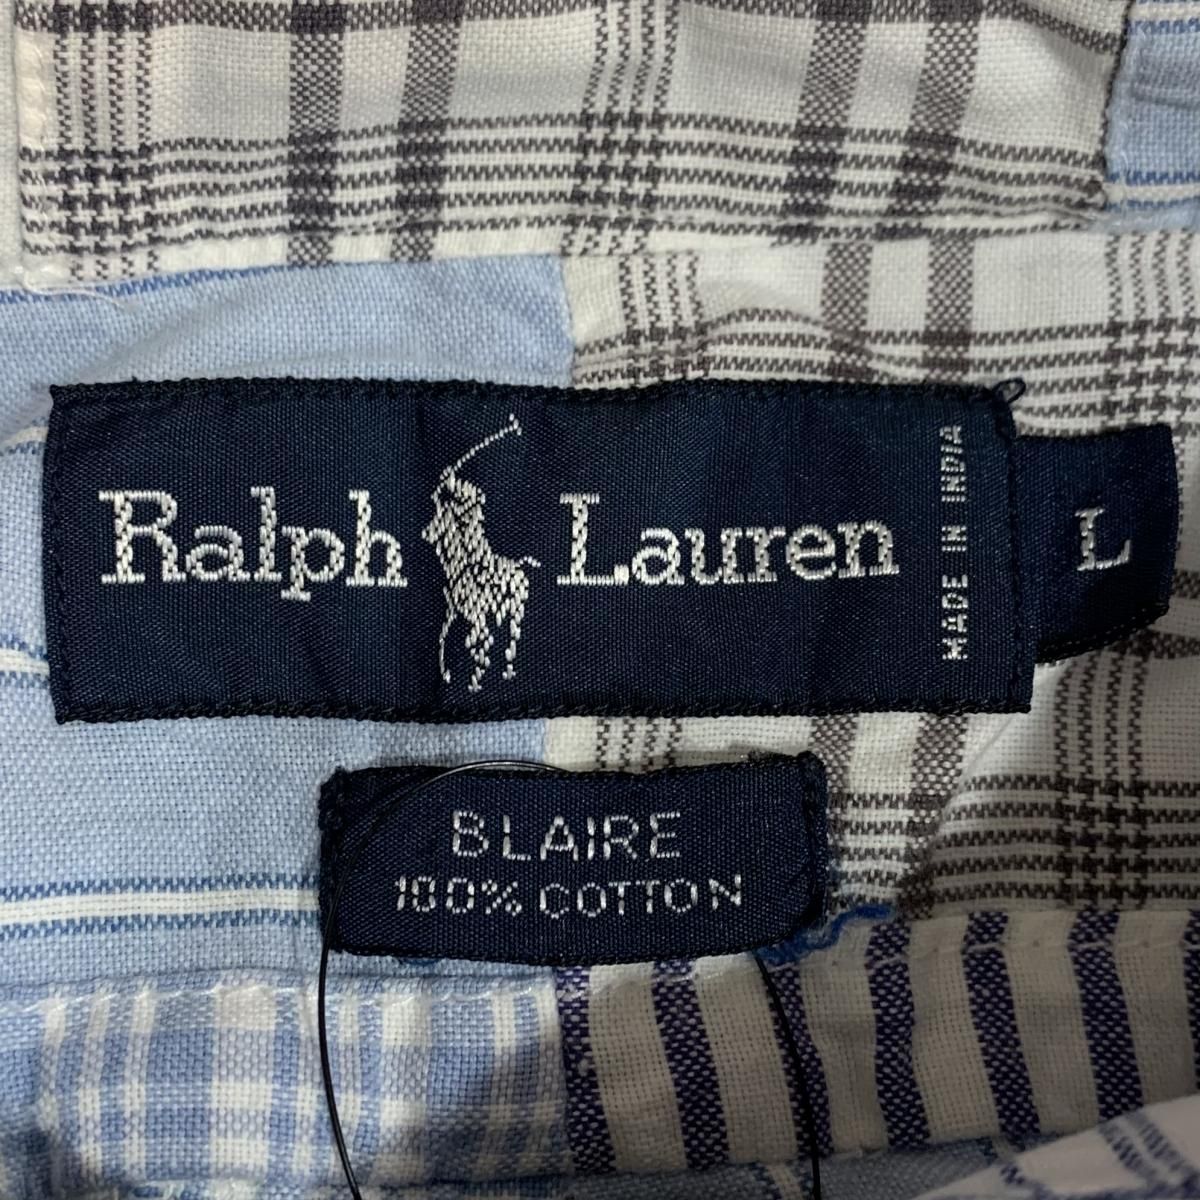 Ralph Lauren
MADE IN INDIA
L
BLAIRE
100% COTTON